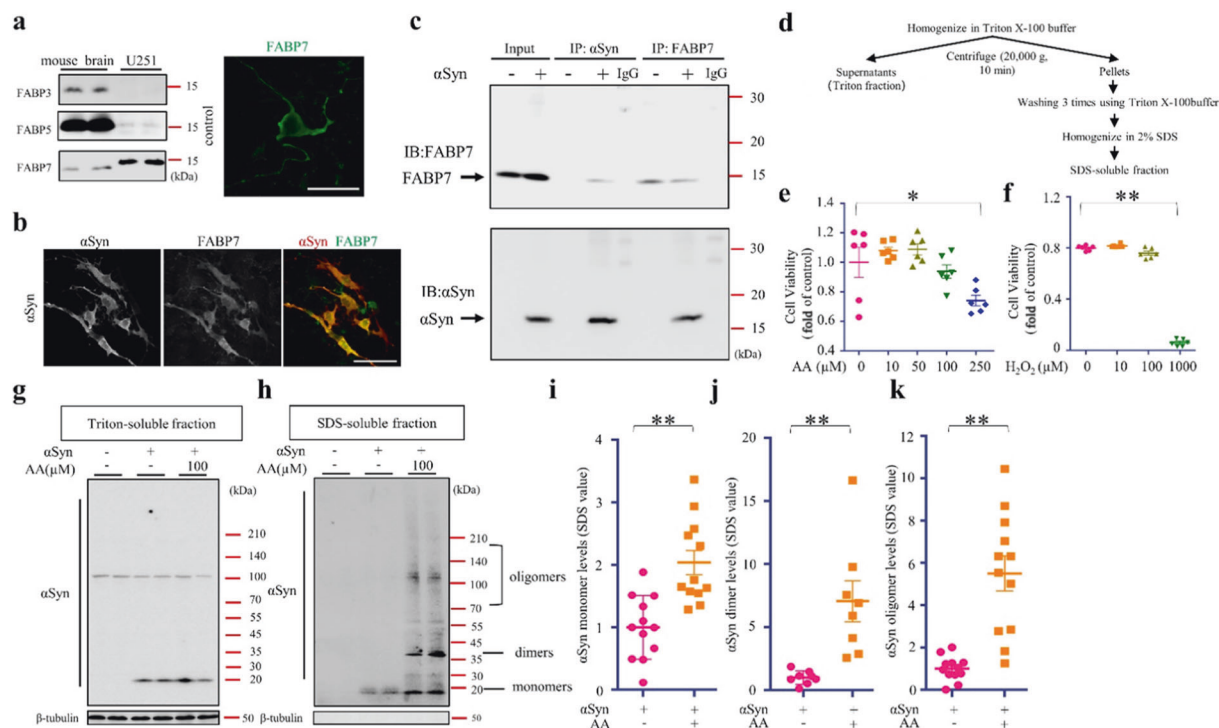 a
mouse brain U251
FABP3
15
FABP5
15
FABP7
15
(kDa)
FABP7
control
b
αSyn
FABP7
αSyn FABP7
αSyn
c
Input
IP: αSyn
IP: FABP7
αSyn - + + IgG - + IgG
30
20
15
IB:FABP7
FABP7
30
20
15
(kDa)
IB:αSyn
αSyn
d
Homogenize in Triton X-100 buffer
Centrifuge (20,000 g,
10 min)
Supernatants
(Triton fraction)
Pellets
Washing 3 times using Triton X-100buffer
Homogenize in 2% SDS
SDS-soluble fraction
e
*
Cell Viability
(fold of control)
1.4
1.2
1.0
0.8
0.6
0.4
AA (µM) 0 10 50 100 250
f
**
Cell Viability
(fold of control)
1.2
0.8
0.4
0
H₂O₂(µM) 0 10 100 1000
g
Triton-soluble fraction
αSyn - + +
AA(µM) - - 100
(kDa)
210
140
100
70
55
45
35
30
20
αSyn
β-tubulin
50
h
SDS-soluble fraction
αSyn - + +
AA(µM) - - 100
(kDa)
210
140
100
70
55
45
35
30
20
αSyn
oligomers
dimers
monomers
β-tubulin
50
i
**
αSyn monomer levels (SDS value)
4
3
2
1
0
αSyn + +
AA - +
j
**
αSyn dimer levels (SDS value)
20
15
10
5
0
αSyn + +
AA - +
k
**
αSyn oligomer levels (SDS value)
12
10
8
6
4
2
0
αSyn + +
AA - +